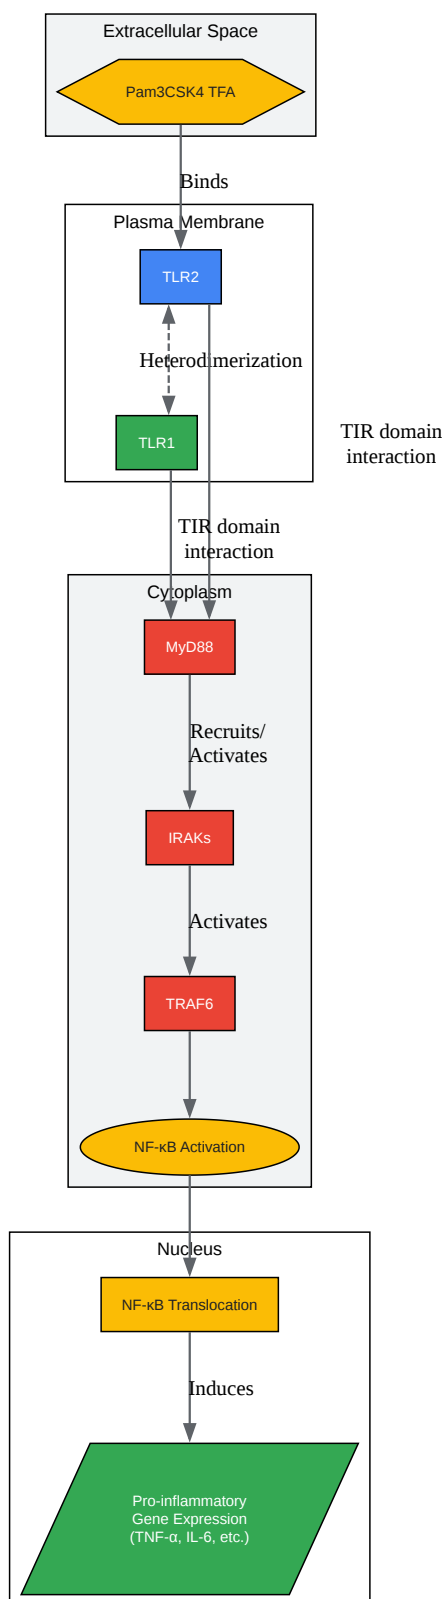 Extracellular Space
Pam3CSK4 TFA
Binds
Plasma Membrane
TLR2
Heterodimerization
TLR1
TIR domain
interaction
TIR domain
interaction
Cytoplasm
MyD88
Recruits/
Activates
IRAKs
Activates
TRAF6
NF-κB Activation
Nucleus
NF-κB Translocation
Induces
Pro-inflammatory
Gene Expression
(TNF-α, IL-6, etc.)